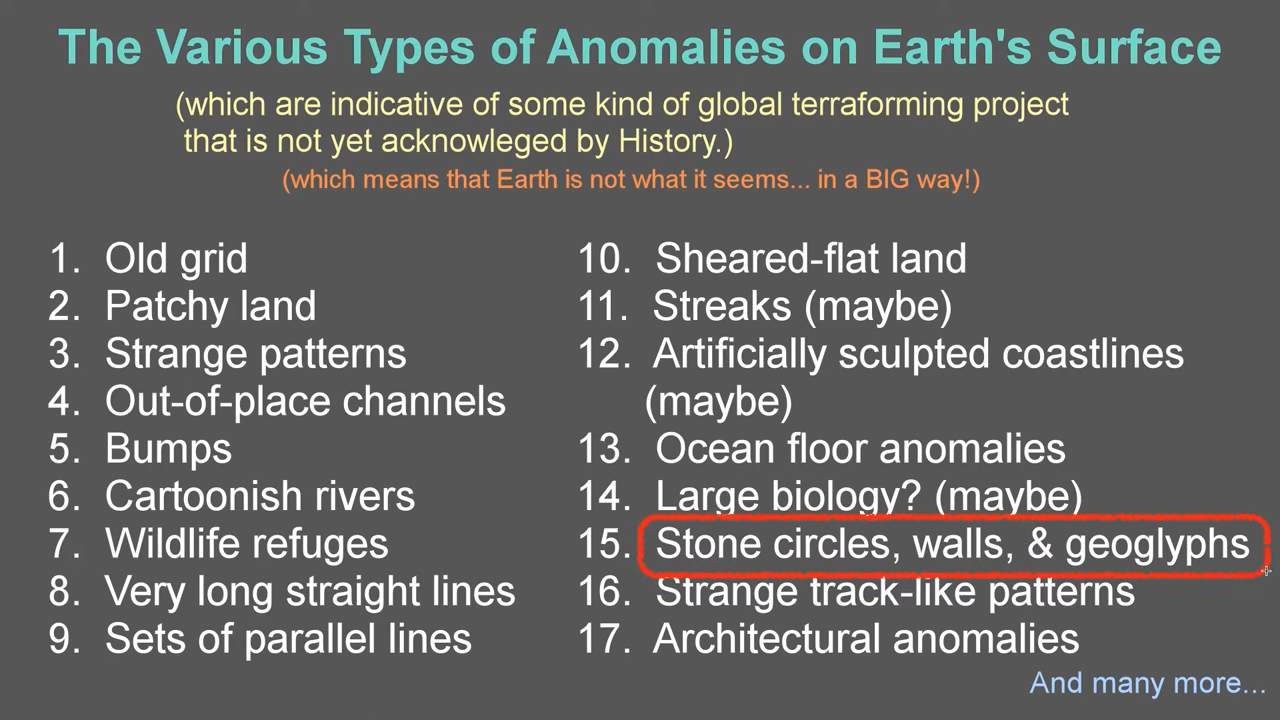 The Various Types of Anomalies on Earth's Surface
(which are indicative of some kind of global terraforming project
that is not yet acknowleged by History.)
(which means that Earth is not what it seems... in a BIG way!)
1. Old grid
2. Patchy land
3. Strange patterns
4. Out-of-place channels
5. Bumps
6. Cartoonish rivers
7. Wildlife refuges
8. Very long straight lines
9. Sets of parallel lines
10. Sheared-flat land
11. Streaks (maybe)
12. Artificially sculpted coastlines
(maybe)
13. Ocean floor anomalies
14. Large biology? (maybe)
15. Stone circles, walls, & geoglyphs
16. Strange track-like patterns
17. Architectural anomalies
And many more...